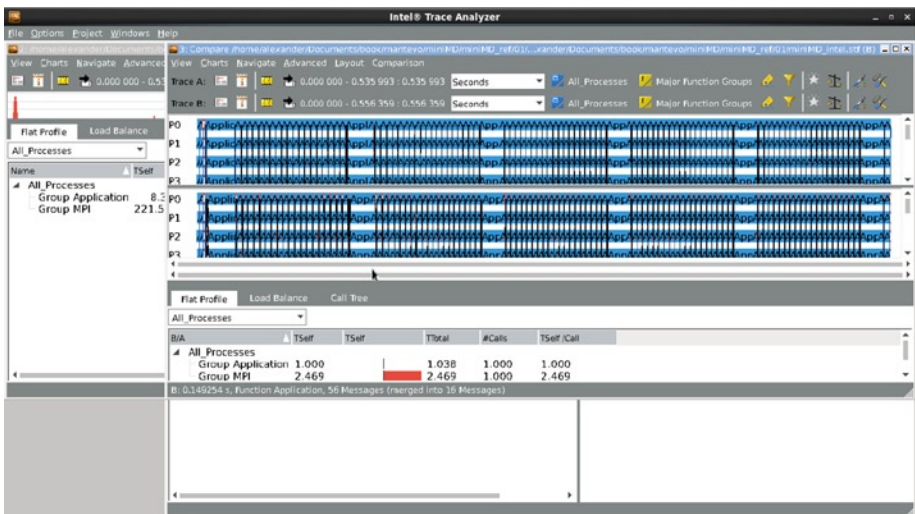 Intel® Trace Analyzer
File Options Project Windows Help
View Charts Navigate Advanced
0.000 000 - 0.53
Flat Profile Load Balance
All_Processes
Name TSelf
All_Processes
Group Application 8.3
Group MPI 221.5
3: Compare /home/alexander/Documents/book/mantevo/miniMD/miniMD_ref/01/...xander/Documents/book/mantevo/miniMD/miniMD_ref/01/miniMD_intel.stf (B)
View Charts Navigate Advanced Layout Comparison
Trace A: 0.000 000 - 0.535 993 : 0.535 993 Seconds All_Processes Major Function Groups
Trace B: 0.000 000 - 0.556 359 : 0.556 359 Seconds All_Processes Major Function Groups
P0
P1
P2
P3
P0
P1
P2
P3
Flat Profile Load Balance Call Tree
All_Processes
B/A TSelf TSelf TTotal #Calls TSelf /Call
All_Processes
Group Application 1.000 1.038 1.000 1.000
Group MPI 2.469 2.469 1.000 2.469
B: 0.149254 s, Function Application, 56 Messages (merged into 16 Messages)